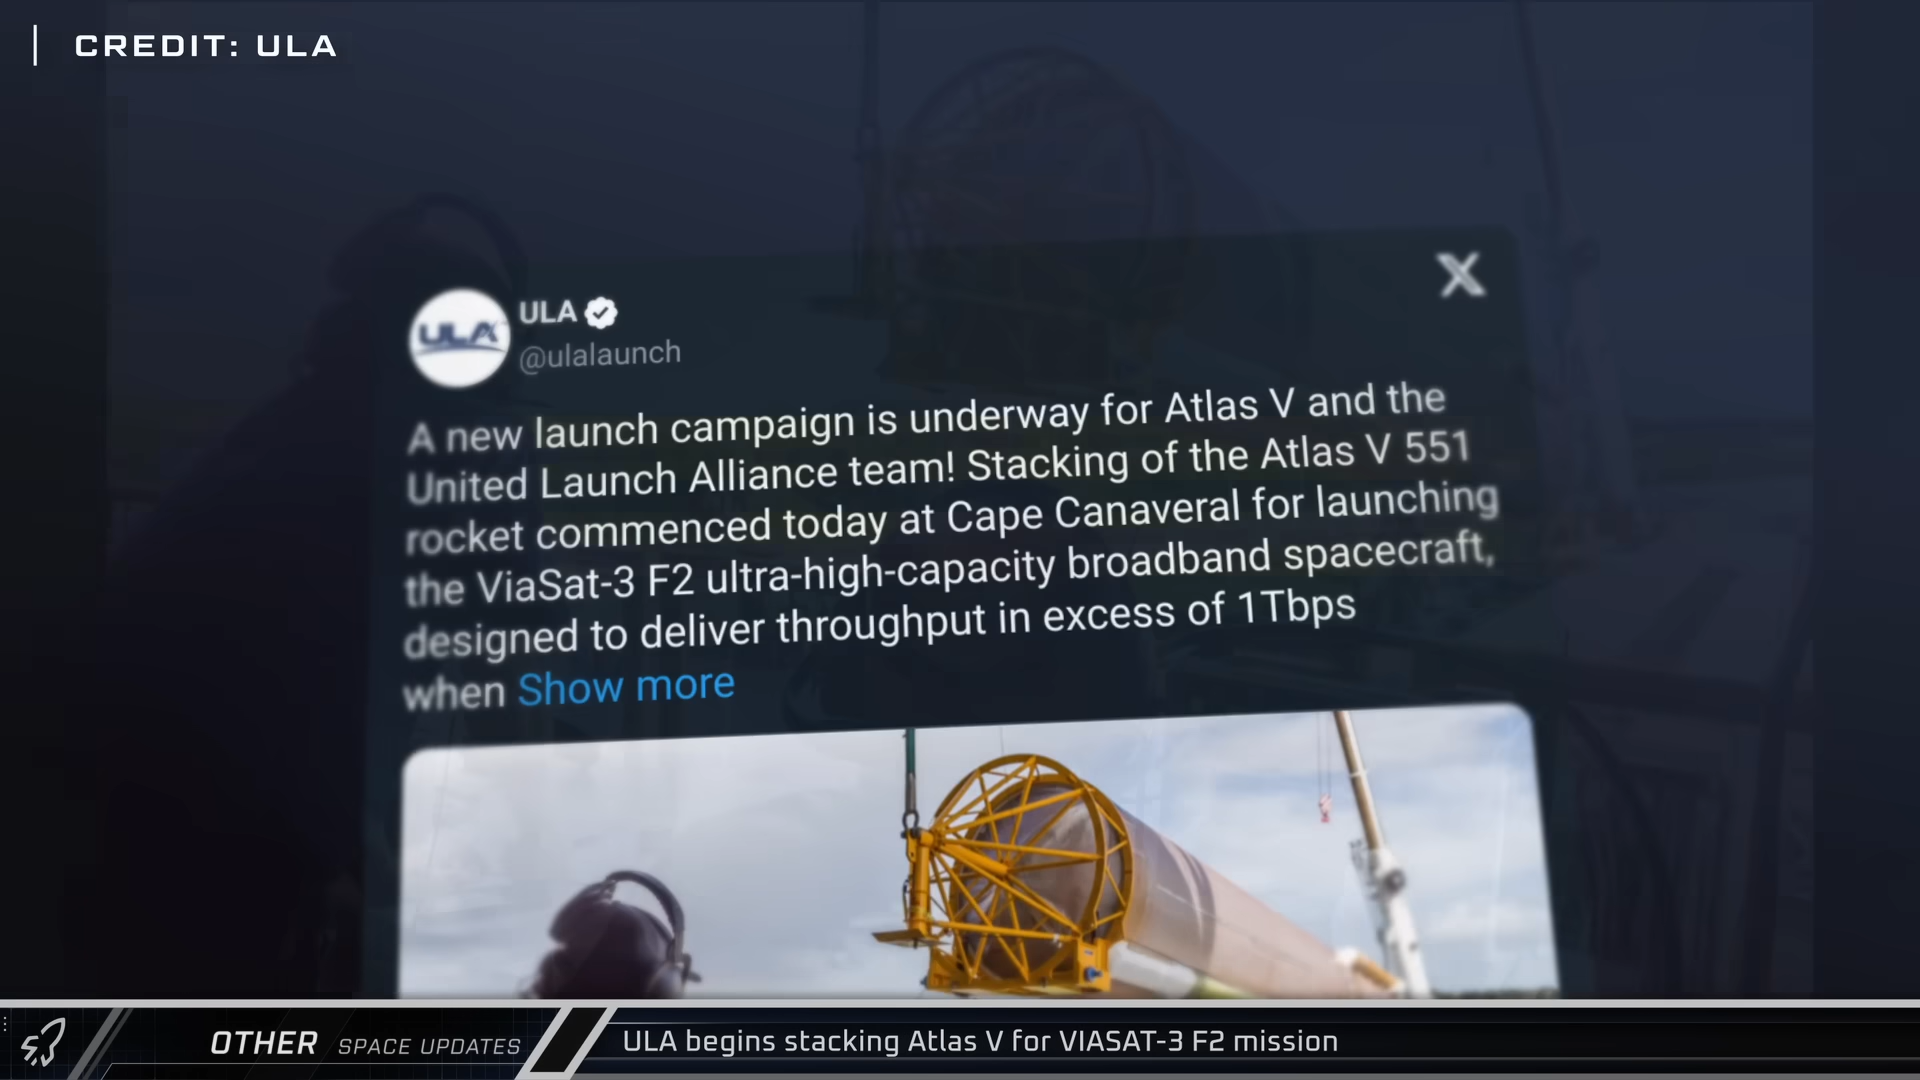 CREDIT: ULA
X
ULA
ULA
@ulalaunch
A new launch campaign is underway for Atlas V and the
United Launch Alliance team! Stacking of the Atlas V 551
rocket commenced today at Cape Canaveral for launching
the ViaSat-3 F2 ultra-high-capacity broadband spacecraft,
designed to deliver throughput in excess of 1Tbps
when Show more
OTHER SPACE UPDATES
ULA begins stacking Atlas V for VIASAT-3 F2 mission